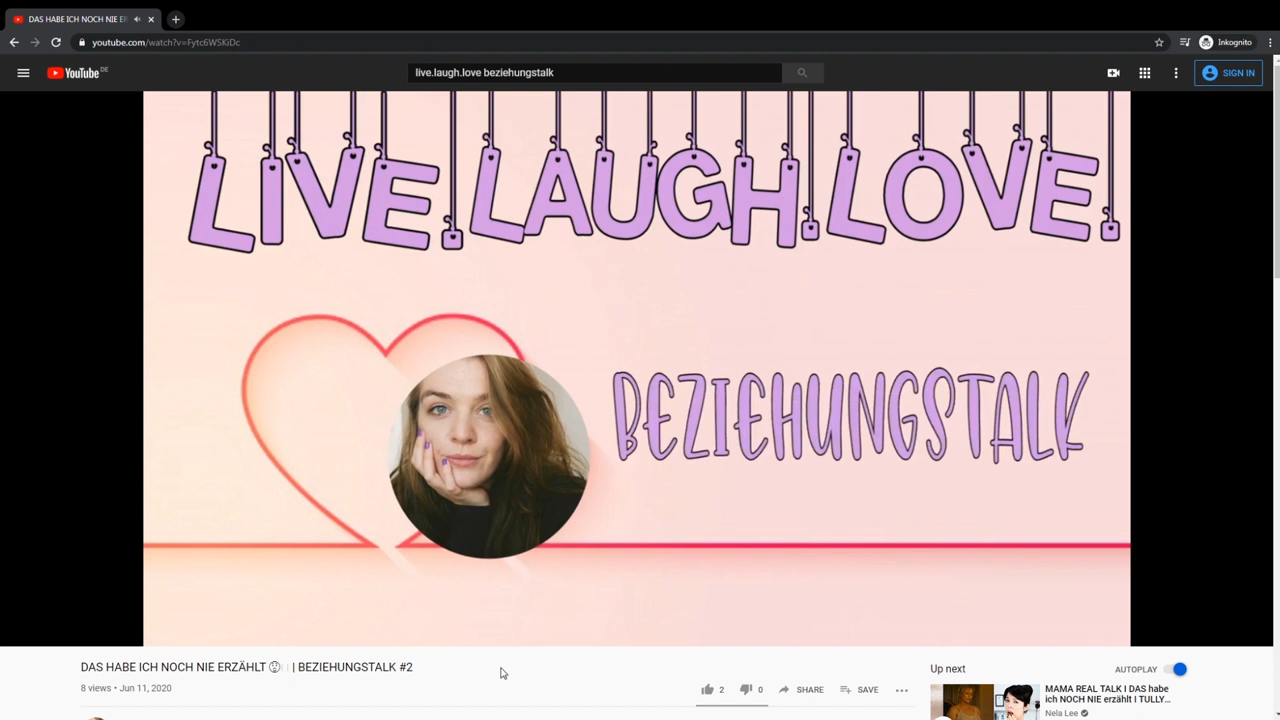 DAS HABE ICH NOCH NIE ER
youtube.com/watch?v=Fytc6WSKiDc
Inkognito
YouTube DE
live.laugh.love beziehungstalk
SIGN IN
LIVE.LAUGH.LOVE.
BEZIEHUNGSTALK
DAS HABE ICH NOCH NIE ERZÄHLT 😳 | BEZIEHUNGSTALK #2
8 views • Jun 11, 2020
2
0
SHARE
SAVE
Up next
AUTOPLAY
MAMA REAL TALK I DAS habe
ich NOCH NIE erzählt I TULLY...
Nela Lee